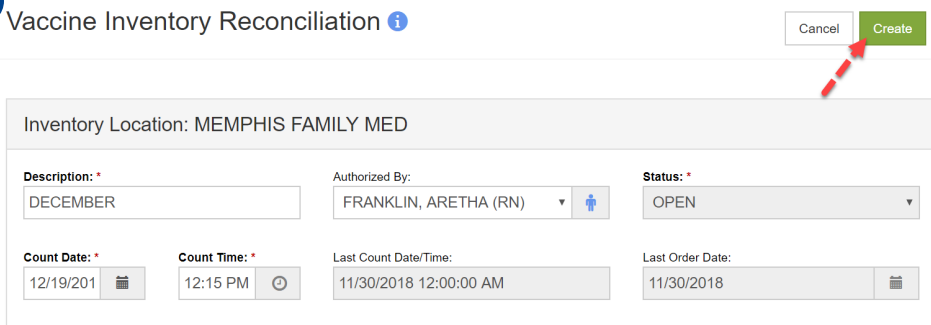 Vaccine Inventory Reconciliation
Cancel Create
Inventory Location: MEMPHIS FAMILY MED
Description: * Authorized By: Status: *
DECEMBER FRANKLIN, ARETHA (RN) OPEN
Count Date: * Count Time: * Last Count Date/Time: Last Order Date:
12/19/201 12:15 PM 11/30/2018 12:00:00 AM 11/30/2018